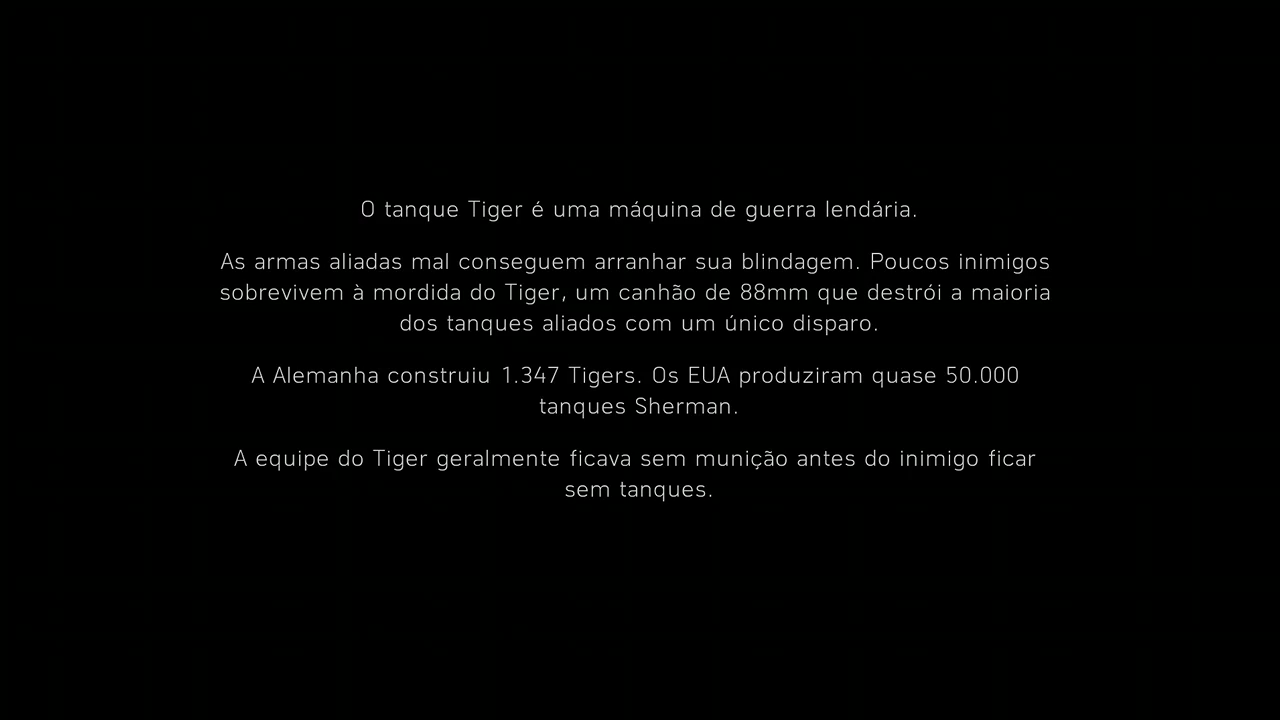 O tanque Tiger é uma máquina de guerra lendária.
As armas aliadas mal conseguem arranhar sua blindagem. Poucos inimigos
sobrevivem à mordida do Tiger, um canhão de 88mm que destrói a maioria
dos tanques aliados com um único disparo.
A Alemanha construiu 1.347 Tigers. Os EUA produziram quase 50.000
tanques Sherman.
A equipe do Tiger geralmente ficava sem munição antes do inimigo ficar
sem tanques.